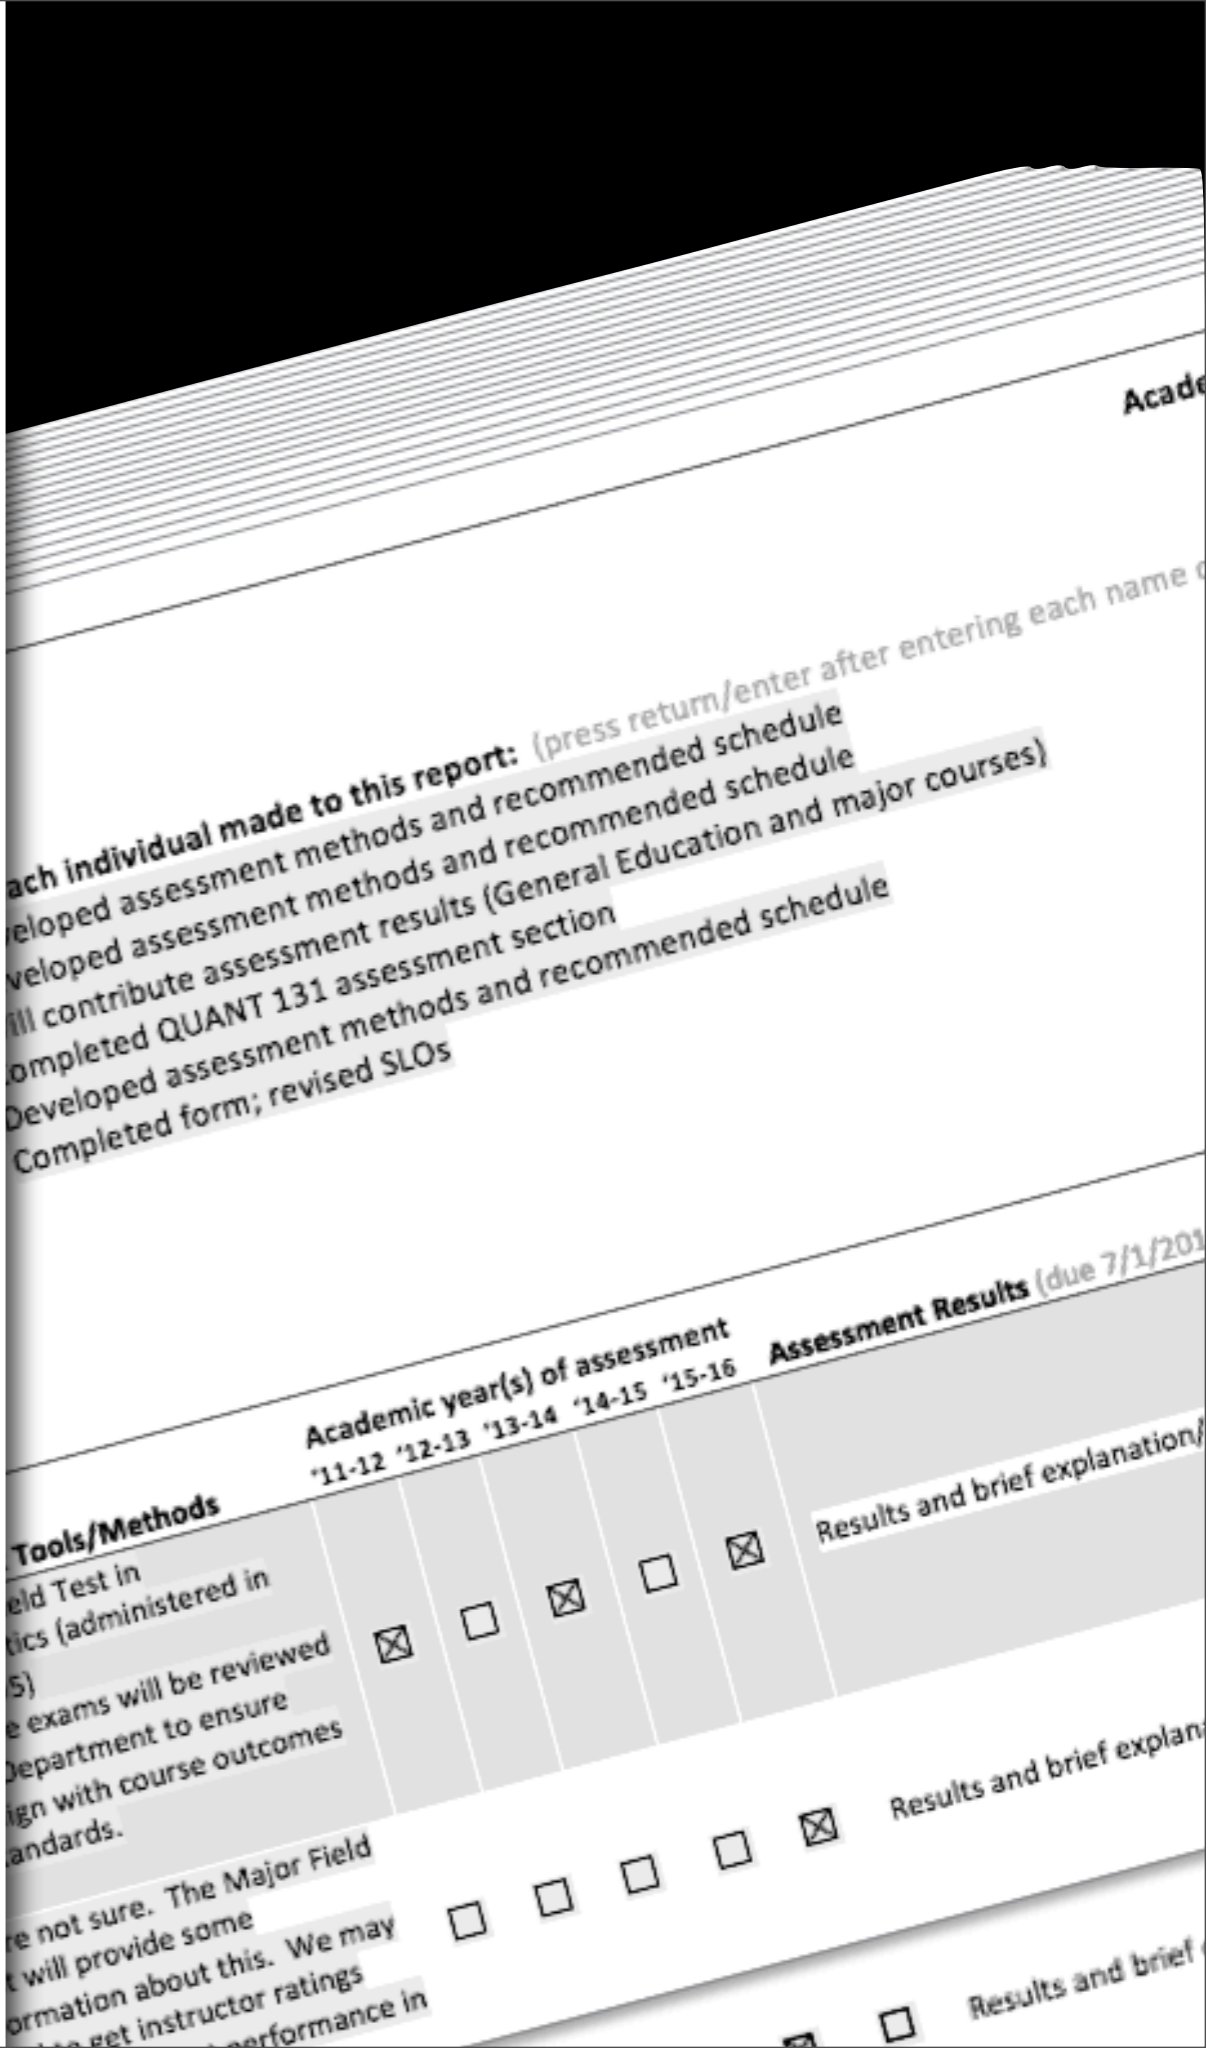 Acade
(press return/enter after entering each name
ach individual made to this report:
veloped assessment methods and recommended schedule
veloped assessment methods and recommended schedule
ill contribute assessment results (General Education and major courses)
ompleted QUANT 131 assessment section
Developed assessment methods and recommended schedule
Completed form; revised SLOs
Academic year(s) of assessment
'11-12 '12-13 '13-14 '14-15 '15-16
Assessment Results (due 7/1/201
Tools/Methods
eld Test in
tics (administered in
5)
e exams will be reviewed
Department to ensure
ign with course outcomes
andards.
Results and brief explanation/
re not sure. The Major Field
t will provide some
ormation about this. We may
to get instructor ratings
performance in
Results and brief explana
Results and brief